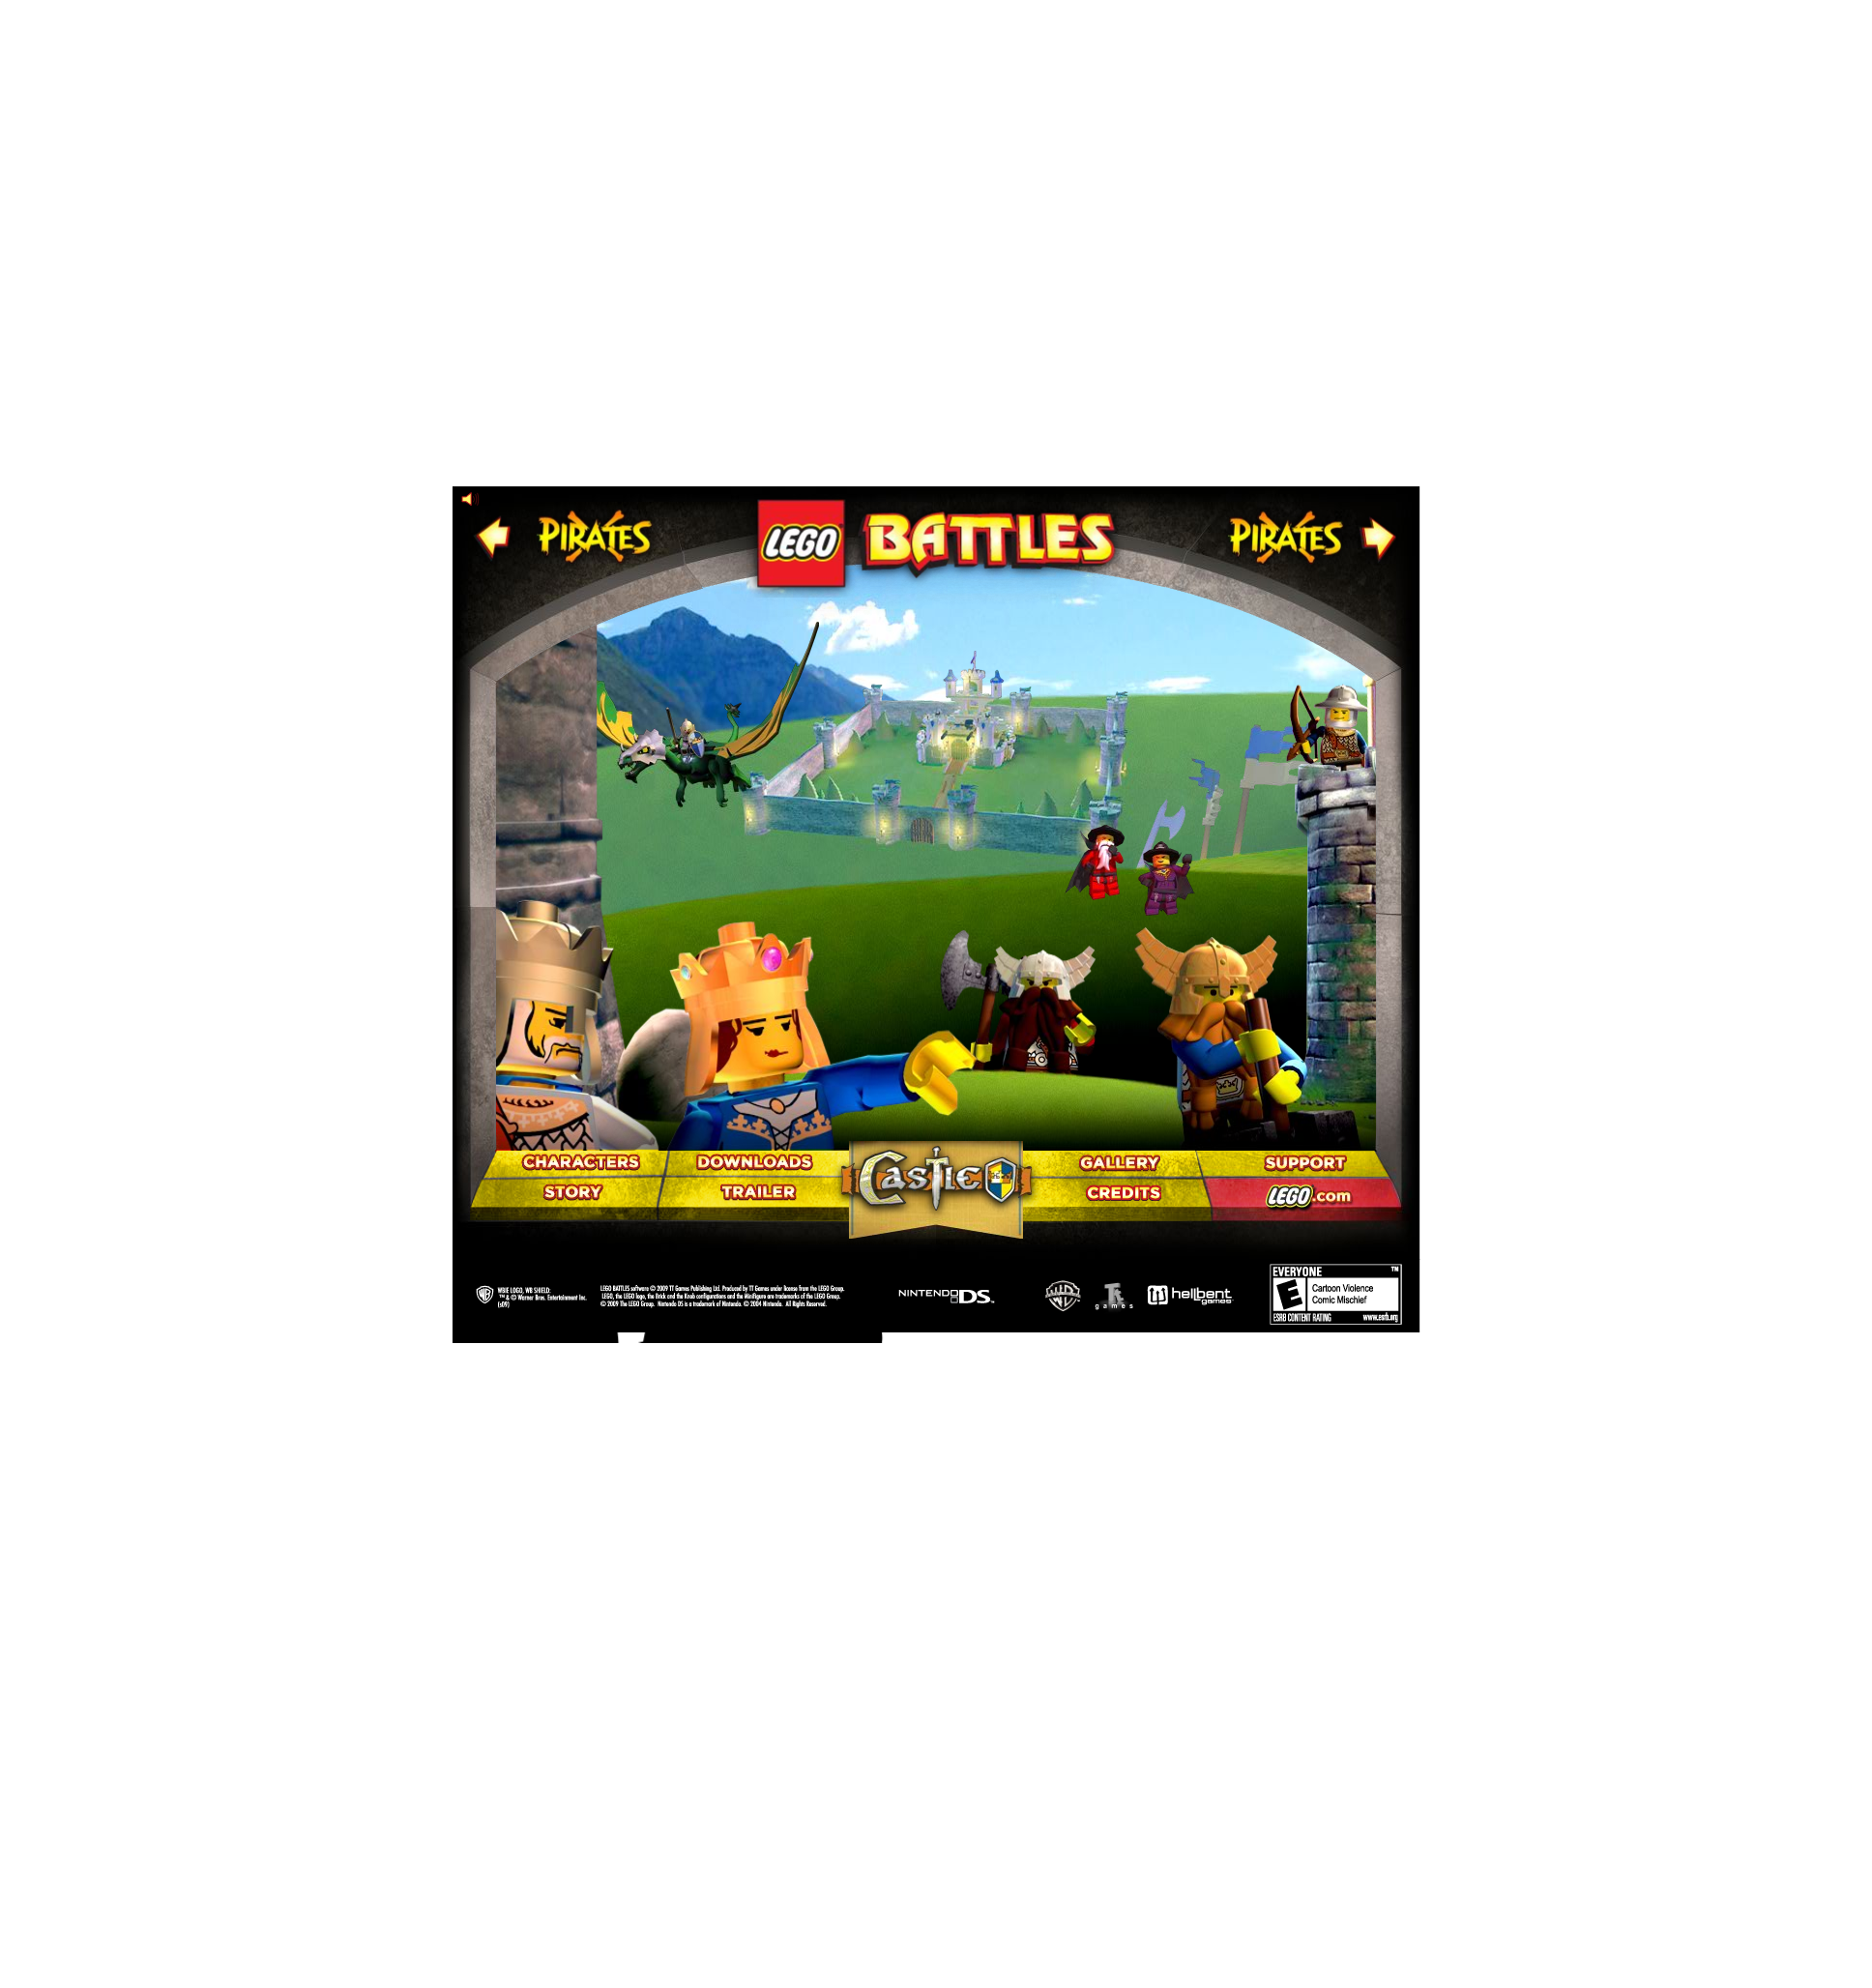 PIRATES
LEGO BATTLES
PIRATES
CHARACTERS
DOWNLOADS
GALLERY
SUPPORT
CASTLE
STORY
TRAILER
CREDITS
LEGO.com
WBIE LOGO, WB SHIELD:
™ & © Warner Bros. Entertainment Inc.
(s09)
LEGO BATTLES software © 2009 TT Games Publishing Ltd. Produced by TT Games under license from the LEGO Group.
LEGO, the LEGO logo, the Brick and the Knob configurations and the Minifigure are trademarks of the LEGO Group.
© 2009 The LEGO Group. Nintendo DS is a trademark of Nintendo. © 2004 Nintendo. All Rights Reserved.
NINTENDO DS™
WB
games
hellbent
games
EVERYONE ™
E
Cartoon Violence
Comic Mischief
ESRB CONTENT RATING www.esrb.org